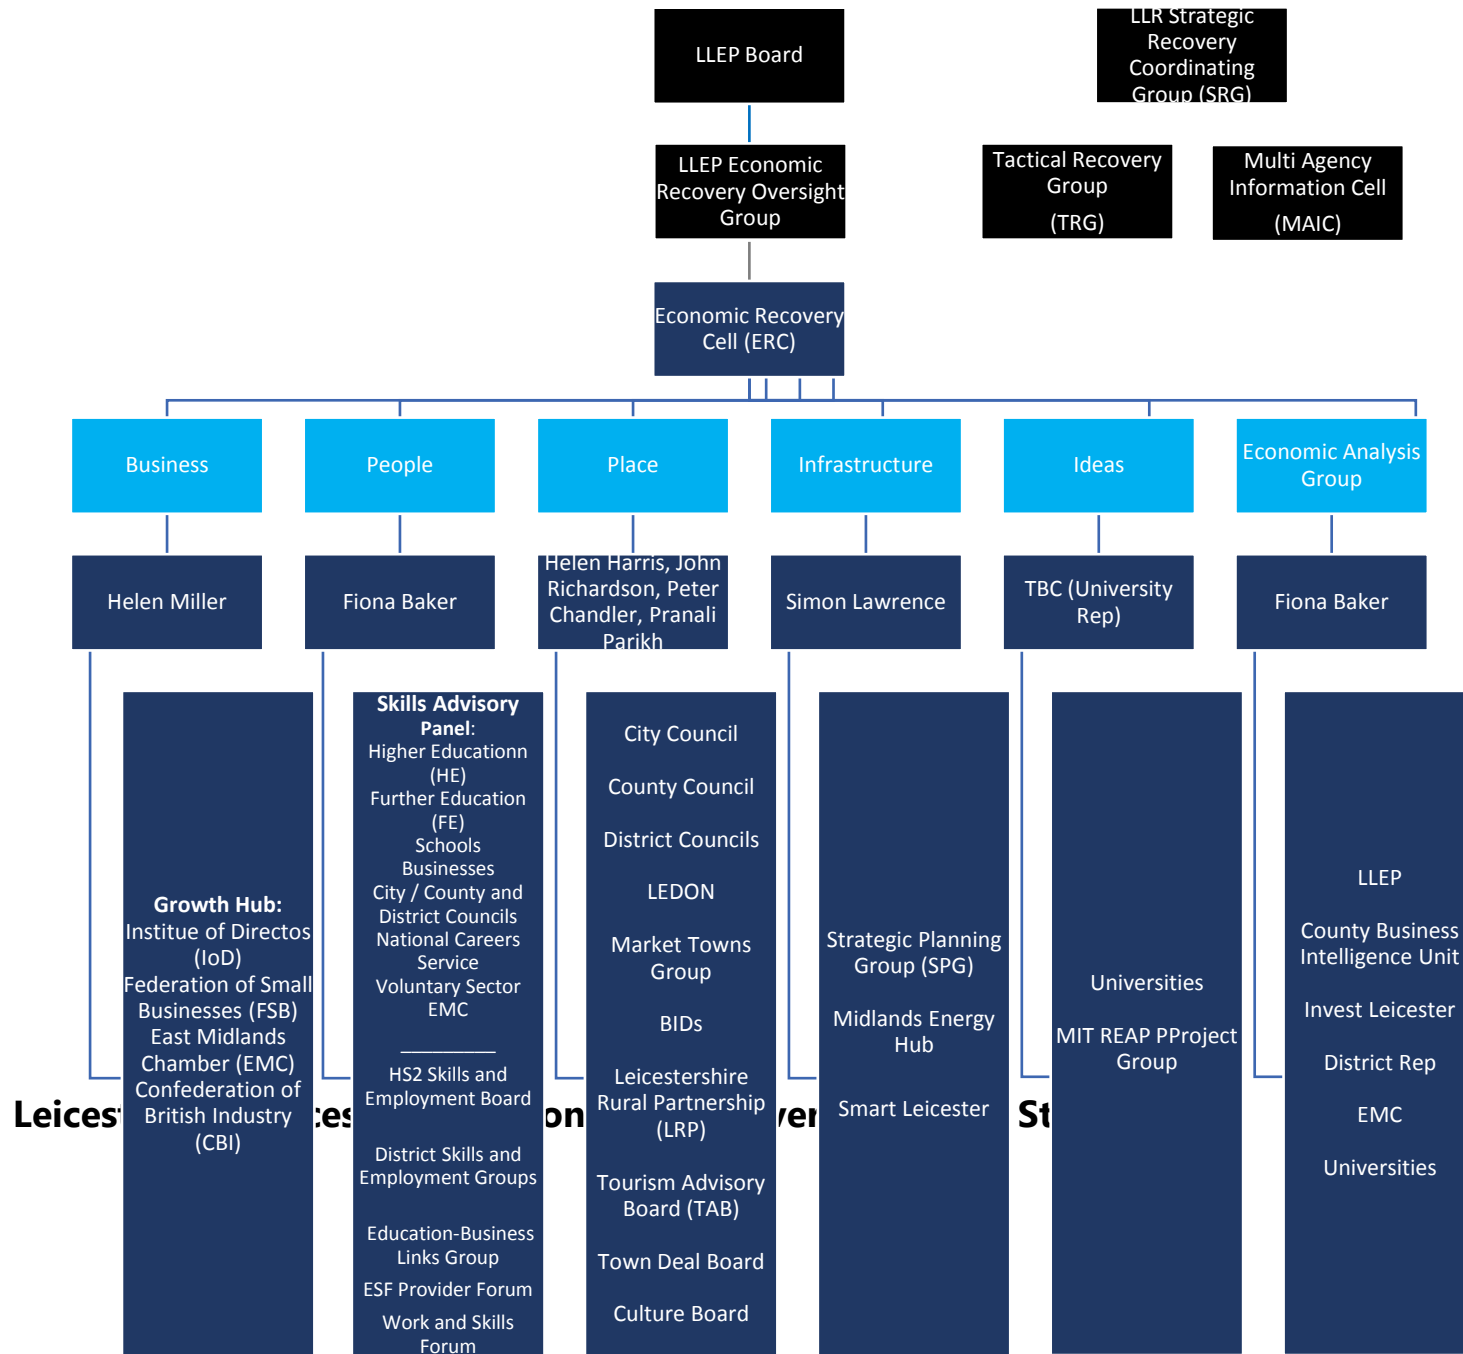 LLEP Board
LLR Strategic
Recovery
Coordinating
Group (SRG)
LLEP Economic
Recovery Oversight
Group
Tactical Recovery
Group
(TRG)
Multi Agency
Information Cell
(MAIC)
Economic Recovery
Cell (ERC)
Business
People
Place
Infrastructure
Ideas
Economic Analysis
Group
Helen Miller
Fiona Baker
Helen Harris, John
Richardson, Peter
Chandler, Pranali
Parikh
Simon Lawrence
TBC (University
Rep)
Fiona Baker
Growth Hub:
Institue of Directos
(IoD)
Federation of Small
Businesses (FSB)
East Midlands
Chamber (EMC)
Confederation of
British Industry
(CBI)
Skills Advisory
Panel:
Higher Educationn
(HE)
Further Education
(FE)
Schools
Businesses
City / County and
District Councils
National Careers
Service
Voluntary Sector
EMC
__________
HS2 Skills and
Employment Board
District Skills and
Employment Groups
Education-Business
Links Group
ESF Provider Forum
Work and Skills
Forum
City Council
County Council
District Councils
LEDON
Market Towns
Group
BIDs
Leicestershire
Rural Partnership
(LRP)
Tourism Advisory
Board (TAB)
Town Deal Board
Culture Board
Strategic Planning
Group (SPG)
Midlands Energy
Hub
Smart Leicester
Universities
MIT REAP PProject
Group
LLEP
County Business
Intelligence Unit
Invest Leicester
District Rep
EMC
Universities